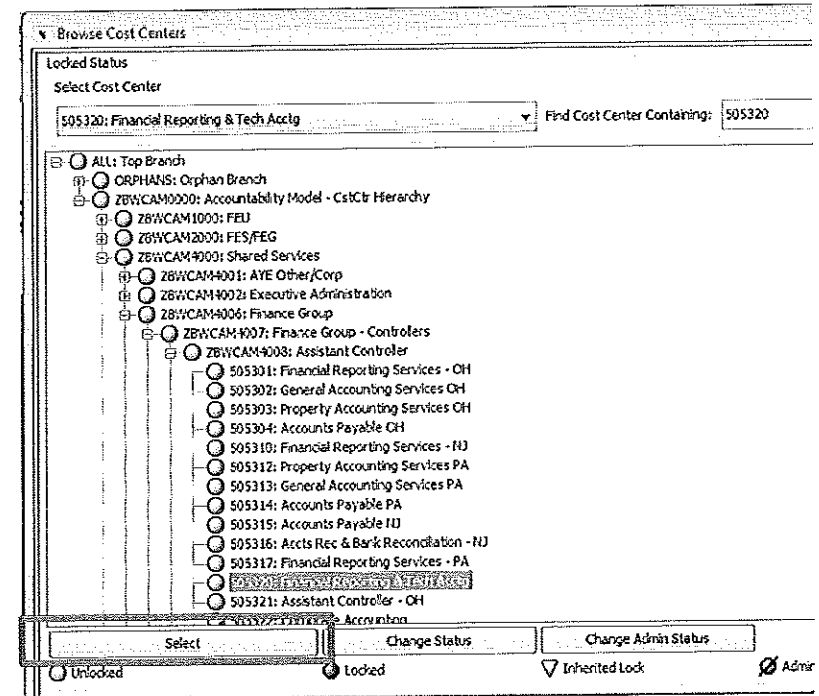 Browse Cost Centers
Locked Status
Select Cost Center
505320: Financial Reporting & Tech Acctg
Find Cost Center Containing: 505320
ALL: Top Branch
ORPHANS: Orphan Branch
ZBWCAM0000: Accountability Model - CstCtr Hierarchy
ZBWCAM1000: FEU
ZBWCAM2000: FES/FEG
ZBWCAM4000: Shared Services
ZBWCAM4001: AYE Other/Corp
ZBWCAM4002: Executive Administration
ZBWCAM4006: Finance Group
ZBWCAM4007: Finance Group - Controllers
ZBWCAM4008: Assistant Controller
505301: Financial Reporting Services - OH
505302: General Accounting Services OH
505303: Property Accounting Services OH
505304: Accounts Payable OH
505310: Financial Reporting Services - NJ
505312: Property Accounting Services PA
505313: General Accounting Services PA
505314: Accounts Payable PA
505315: Accounts Payable NJ
505316: Accts Rec & Bank Reconciliation - NJ
505317: Financial Reporting Services - PA
505320: Financial Reporting & Tech Acctg
505321: Assistant Controller - OH
Accounting
Select
Change Status
Change Admin Status
Unlocked
Locked
Inherited Lock
Admin